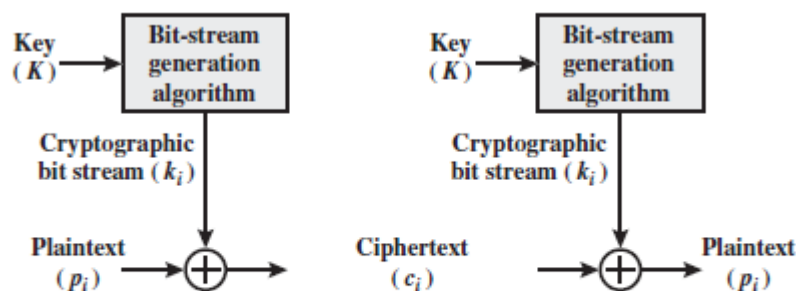 Key
(K)
Bit-stream
generation
algorithm
Cryptographic
bit stream (kᵢ)
Plaintext
(pᵢ)
Ciphertext
(cᵢ)
Key
(K)
Bit-stream
generation
algorithm
Cryptographic
bit stream (kᵢ)
Plaintext
(pᵢ)